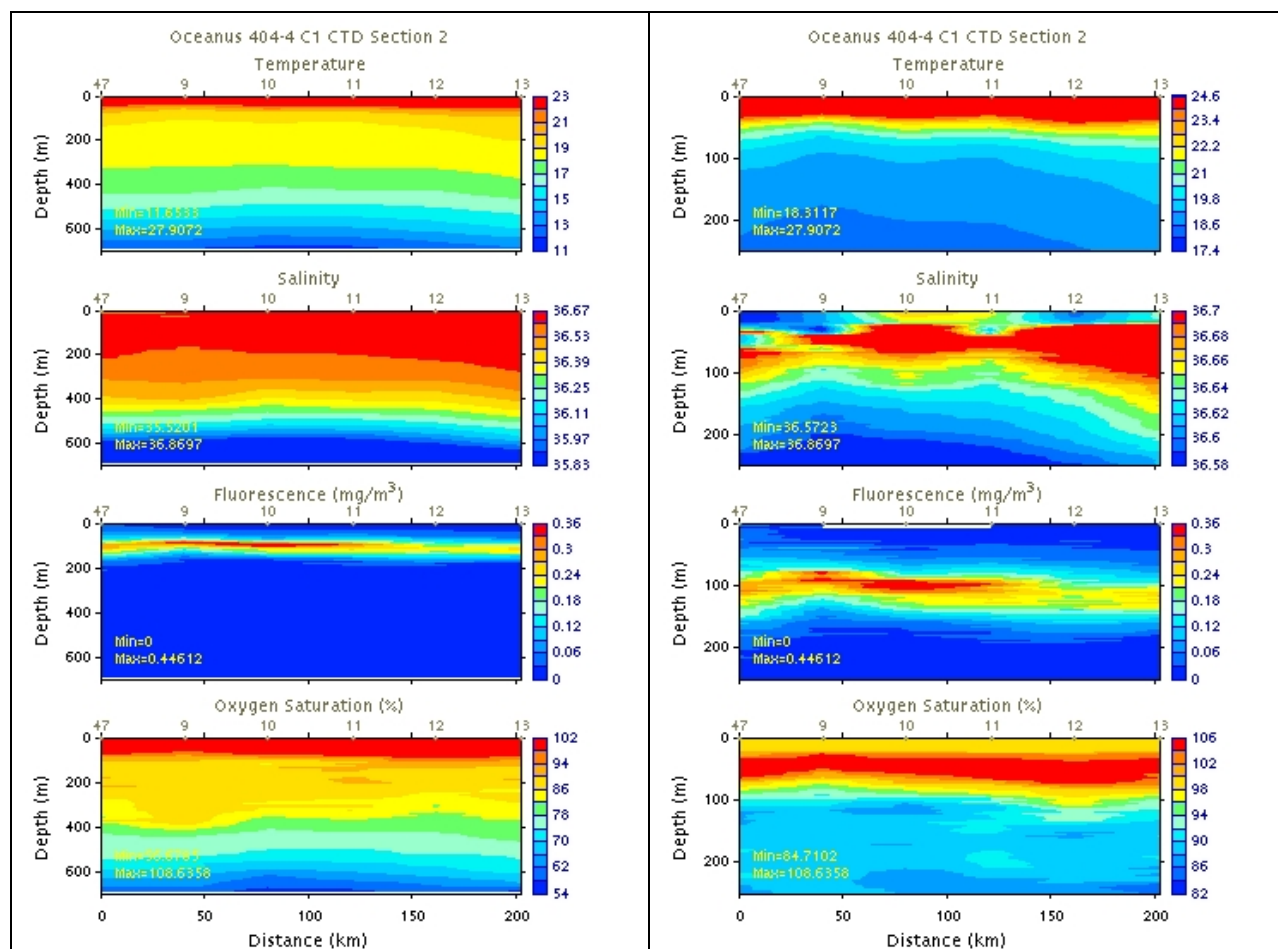 Oceanus 404-4 C1 CTD Section 2
Temperature
47 9 10 11 12 13
0
200
400
600
Depth (m)
Min=11.6533
Max=27.9072
23
21
19
17
15
13
11
Salinity
47 9 10 11 12 13
0
200
400
600
Depth (m)
Min=35.5201
Max=36.8697
36.67
36.53
36.39
36.25
36.11
35.97
35.83
Fluorescence (mg/m³)
47 9 10 11 12 13
0
200
400
600
Depth (m)
Min=0
Max=0.44612
0.36
0.3
0.24
0.18
0.12
0.06
0
Oxygen Saturation (%)
47 9 10 11 12 13
0
200
400
600
Depth (m)
Max=108.6358
102
94
86
78
70
62
54
0 50 100 150 200
Distance (km)
Oceanus 404-4 C1 CTD Section 2
Temperature
47 9 10 11 12 13
0
100
200
Depth (m)
Min=18.3117
Max=27.9072
24.6
23.4
22.2
21
19.8
18.6
17.4
Salinity
47 9 10 11 12 13
0
100
200
Depth (m)
Min=36.5723
Max=36.8697
36.7
36.68
36.66
36.64
36.62
36.6
36.58
Fluorescence (mg/m³)
47 9 10 11 12 13
0
100
200
Depth (m)
Min=0
Max=0.44612
0.36
0.3
0.24
0.18
0.12
0.06
0
Oxygen Saturation (%)
47 9 10 11 12 13
0
100
200
Depth (m)
Min=84.7102
Max=108.6358
106
102
98
94
90
86
82
0 50 100 150 200
Distance (km)